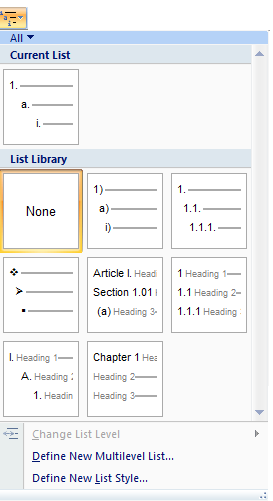 All
Current List
1.
a.
i.
List Library
None
1)
a)
i)
1.
1.1.
1.1.1.
Article I. Headi
Section 1.01
(a) Heading 3
1 Heading 1
1.1 Heading 2
1.1.1 Heading
I. Heading 1
A. Heading 2
1. Headin
Chapter 1 Hea
Heading 2
Heading 3
Change List Level
Define New Multilevel List...
Define New List Style...